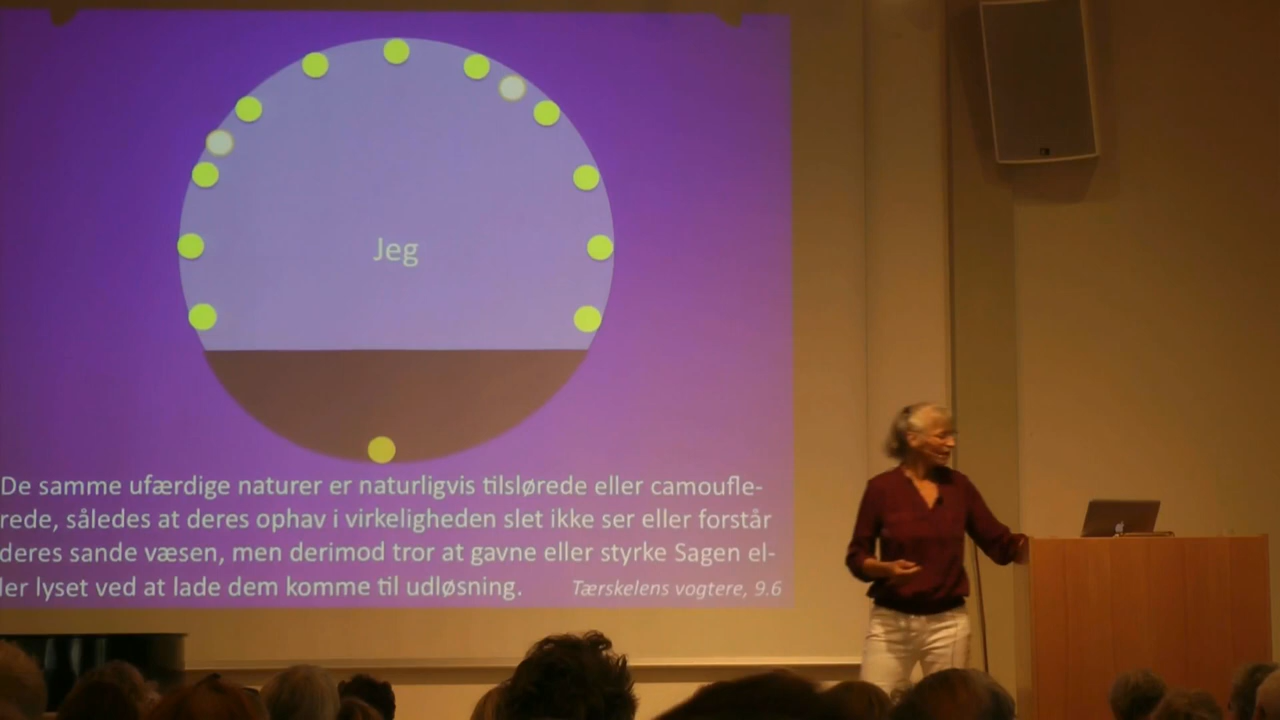 Jeg
De samme ufærdige naturer er naturligvis tilslørede eller camoufle-
rede, således at deres ophav i virkeligheden slet ikke ser eller forstår
deres sande væsen, men derimod tror at gavne eller styrke Sagen el-
ler lyset ved at lade dem komme til udløsning. Tærskelens vogtere, 9.6